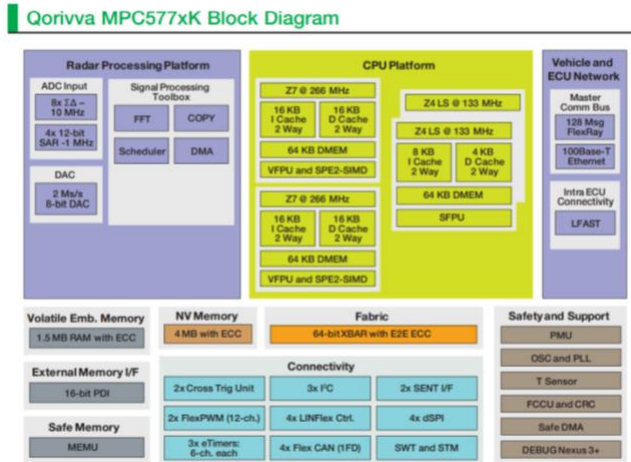 Qorivva MPC577xK Block Diagram
Radar Processing Platform
ADC Input
8x ΣΔ –
10 MHz
4x 12-bit
SAR -1 MHz
DAC
2 Ms/s
8-bit DAC
Signal Processing
Toolbox
FFT
COPY
Scheduler
DMA
CPU Platform
Z7 @ 266 MHz
16 KB
I Cache
2 Way
16 KB
D Cache
2 Way
64 KB DMEM
VFPU and SPE2-SIMD
Z7 @ 266 MHz
16 KB
I Cache
2 Way
16 KB
D Cache
2 Way
64 KB DMEM
VFPU and SPE2-SIMD
Z4 LS @ 133 MHz
Z4 LS @ 133 MHz
8 KB
I Cache
2 Way
4 KB
D Cache
2 Way
64 KB DMEM
SFPU
Vehicle and
ECU Network
Master
Comm Bus
128 Msg
FlexRay
100Base-T
Ethernet
Intra ECU
Connectivity
LFAST
Volatile Emb. Memory
1.5 MB RAM with ECC
External Memory I/F
16-bit PDI
Safe Memory
MEMU
NV Memory
4 MB with ECC
Fabric
64-bit XBAR with E2E ECC
Connectivity
2x Cross Trig Unit
3x I²C
2x SENT I/F
2x FlexPWM (12-ch.)
4x LINFlex Ctrl.
4x dSPI
3x eTimers:
6-ch. each
4x Flex CAN (1FD)
SWT and STM
Safety and Support
PMU
OSC and PLL
T Sensor
FCCU and CRC
Safe DMA
DEBUG Nexus 3+